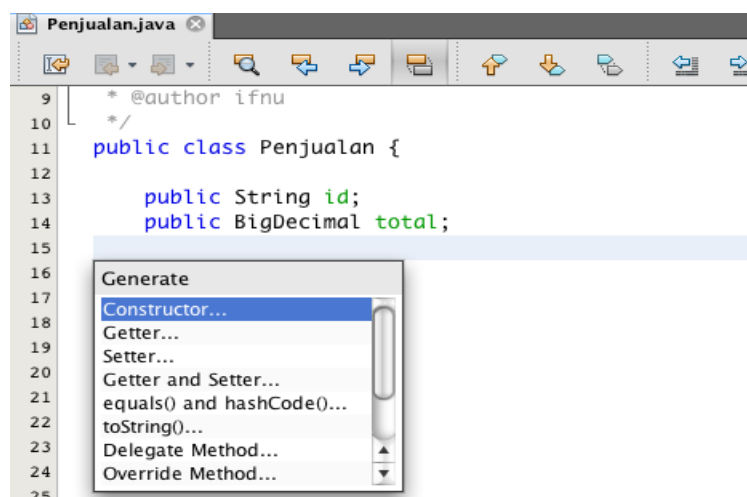 Penjualan.java
9 * @author ifnu
10 */
11 public class Penjualan {
12
13 public String id;
14 public BigDecimal total;
15
16
17
18
19
20
21
22
23
24
25
Generate
Constructor...
Getter...
Setter...
Getter and Setter...
equals() and hashCode()...
toString()...
Delegate Method...
Override Method...